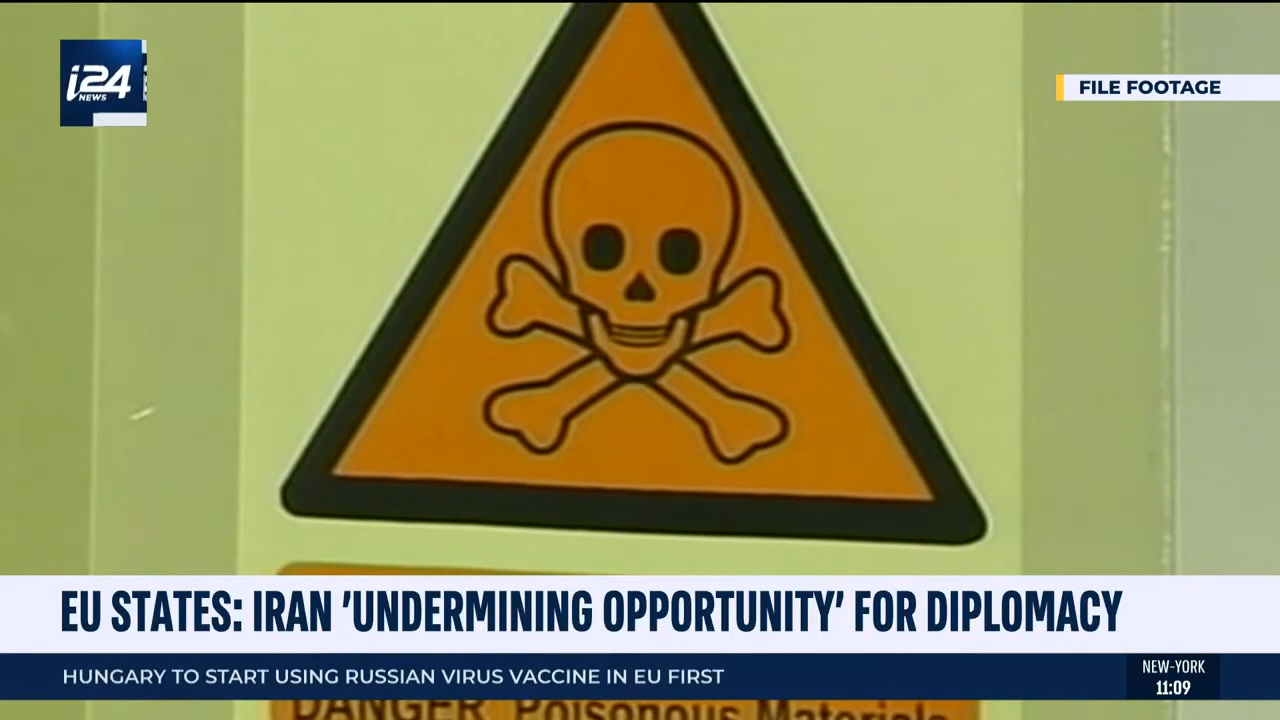 i24
NEWS
FILE FOOTAGE
EU STATES: IRAN 'UNDERMINING OPPORTUNITY' FOR DIPLOMACY
HUNGARY TO START USING RUSSIAN VIRUS VACCINE IN EU FIRST
NEW-YORK
11:09
DANGER Poisonous Materials